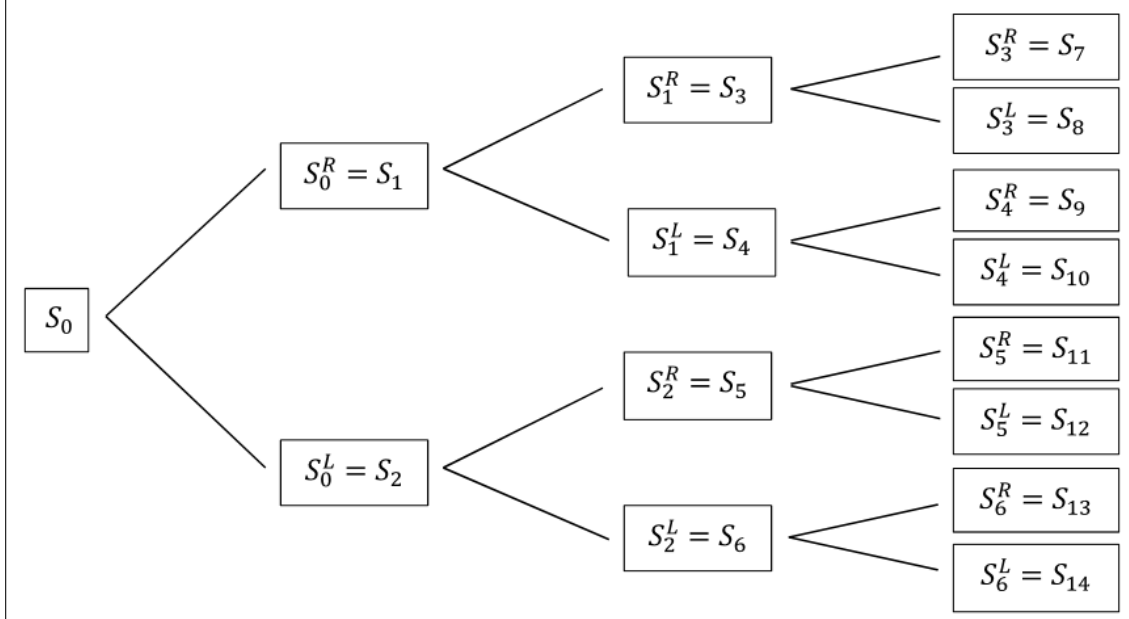 S_0
S_0^R = S_1
S_0^L = S_2
S_1^R = S_3
S_1^L = S_4
S_2^R = S_5
S_2^L = S_6
S_3^R = S_7
S_3^L = S_8
S_4^R = S_9
S_4^L = S_10
S_5^R = S_11
S_5^L = S_12
S_6^R = S_13
S_6^L = S_14